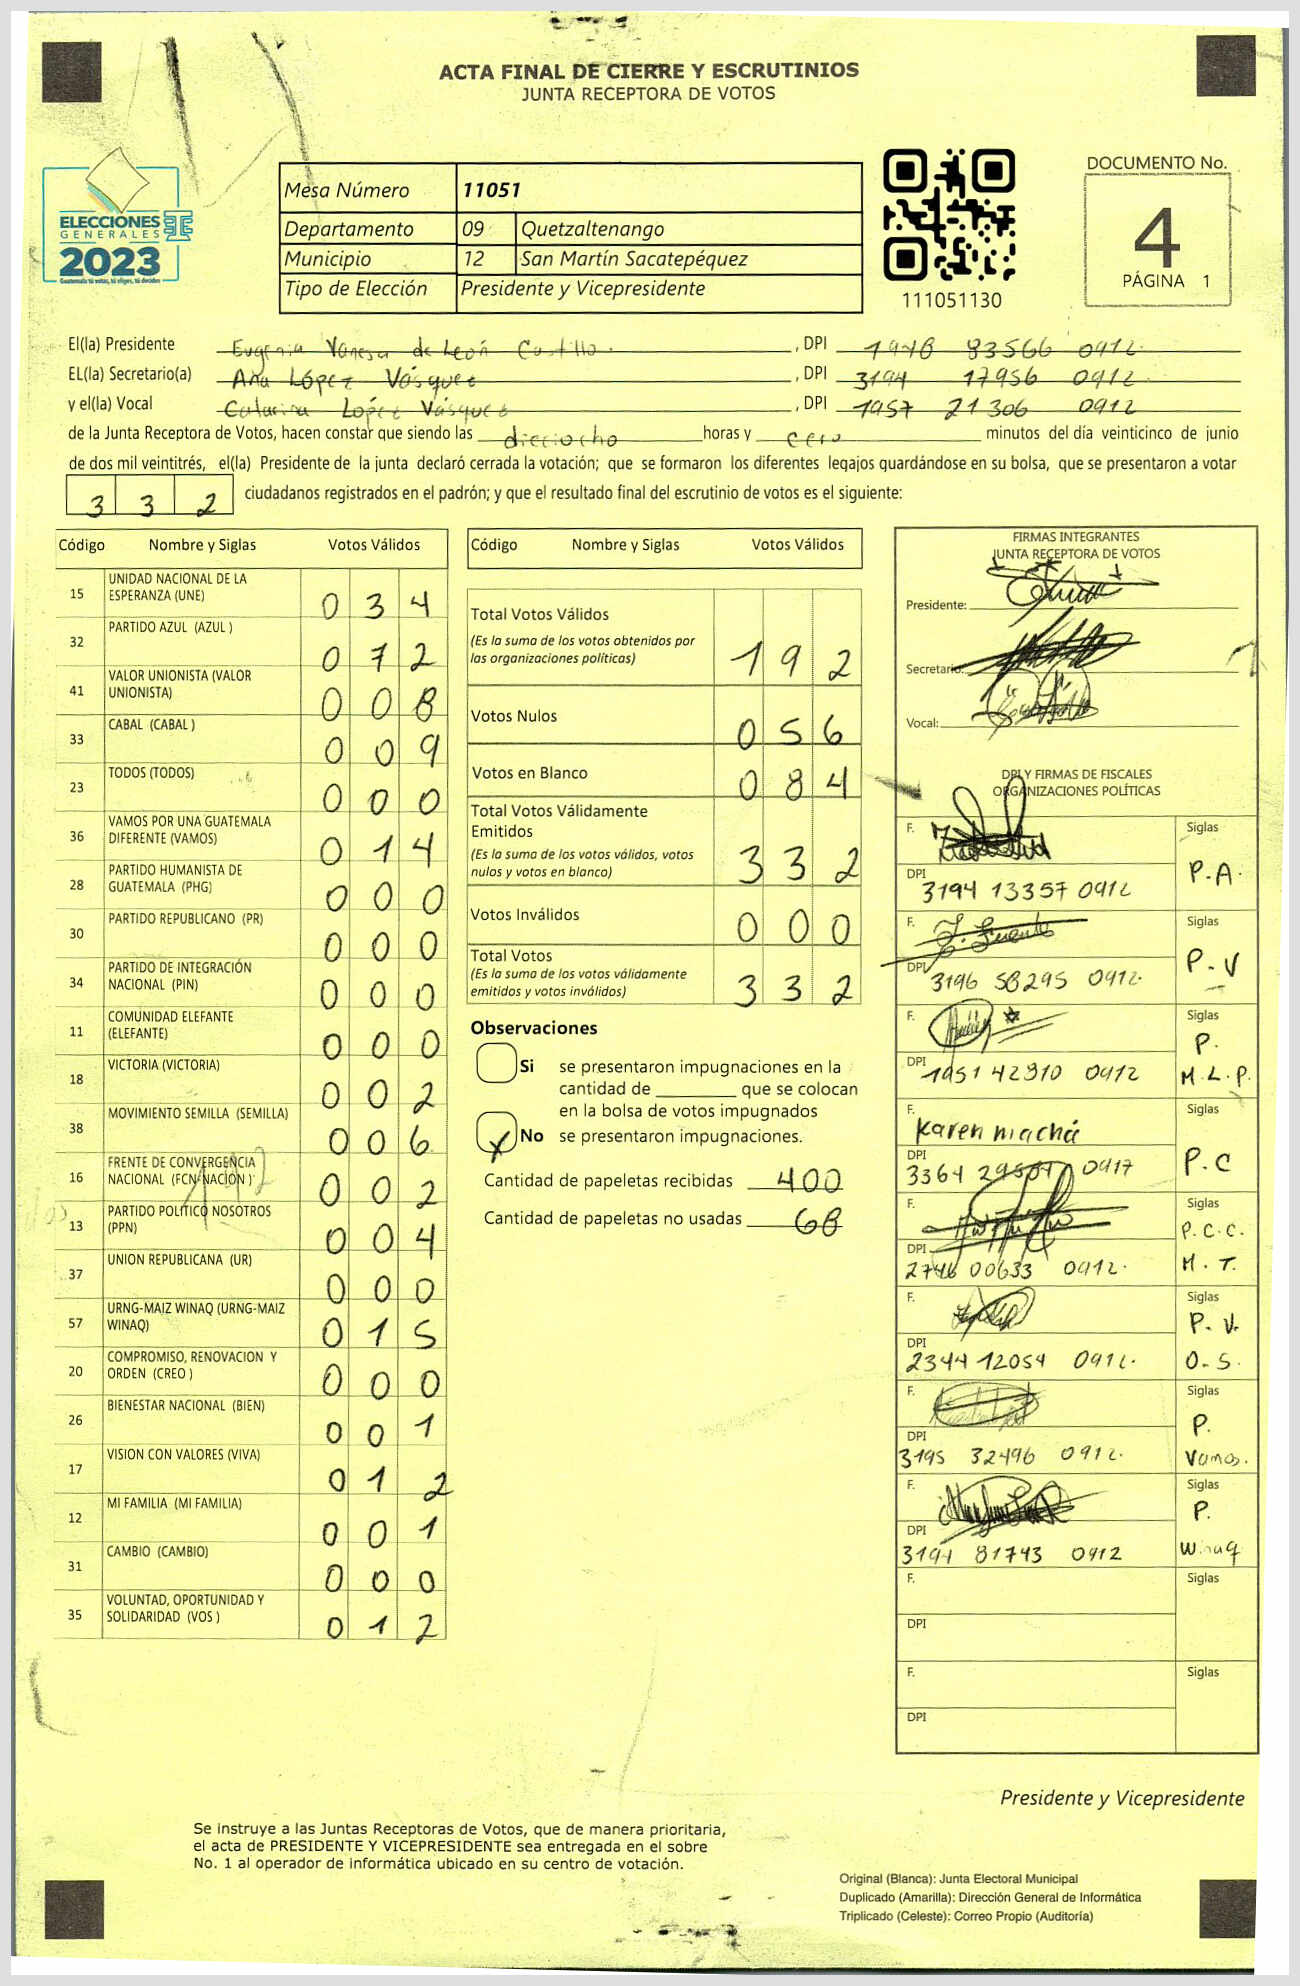 ACTA FINAL DE CIERRE Y ESCRUTINIOS
JUNTA RECEPTORA DE VOTOS
ELECCIONES
GENERALES
2023
Mesa Número 11051
Departamento 09 Quetzaltenango
Municipio 12 San Martín Sacatepéquez
Tipo de Elección Presidente y Vicepresidente
111051130
DOCUMENTO No.
4
PÁGINA 1
El(la) Presidente Eugenia Vanesa de León Castillo. , DPI 1948 83566 0912
EL(la) Secretario(a) Ana López Vásquez , DPI 3194 17956 0912
y el(la) Vocal Catarina López Vásquez , DPI 1957 21306 0912
de la Junta Receptora de Votos, hacen constar que siendo las dieciocho horas y cero minutos del día veinticinco de junio
de dos mil veintitrés, el(la) Presidente de la junta declaró cerrada la votación; que se formaron los diferentes legajos guardándose en su bolsa, que se presentaron a votar
3 3 2 ciudadanos registrados en el padrón; y que el resultado final del escrutinio de votos es el siguiente:
Código Nombre y Siglas Votos Válidos
15 UNIDAD NACIONAL DE LA ESPERANZA (UNE) 0 3 4
32 PARTIDO AZUL (AZUL ) 0 7 2
41 VALOR UNIONISTA (VALOR UNIONISTA) 0 0 8
33 CABAL (CABAL ) 0 0 9
23 TODOS (TODOS) 0 0 0
36 VAMOS POR UNA GUATEMALA DIFERENTE (VAMOS) 0 1 4
28 PARTIDO HUMANISTA DE GUATEMALA (PHG) 0 0 0
30 PARTIDO REPUBLICANO (PR) 0 0 0
34 PARTIDO DE INTEGRACIÓN NACIONAL (PIN) 0 0 0
11 COMUNIDAD ELEFANTE (ELEFANTE) 0 0 0
18 VICTORIA (VICTORIA) 0 0 2
38 MOVIMIENTO SEMILLA (SEMILLA) 0 0 6
16 FRENTE DE CONVERGENCIA NACIONAL (FCN-NACION ) 0 0 2
192
13 PARTIDO POLITICO NOSOTROS (PPN) 0 0 4
37 UNION REPUBLICANA (UR) 0 0 0
57 URNG-MAIZ WINAQ (URNG-MAIZ WINAQ) 0 1 5
20 COMPROMISO, RENOVACION Y ORDEN (CREO ) 0 0 0
26 BIENESTAR NACIONAL (BIEN) 0 0 1
17 VISION CON VALORES (VIVA) 0 1 2
12 MI FAMILIA (MI FAMILIA) 0 0 1
31 CAMBIO (CAMBIO) 0 0 0
35 VOLUNTAD, OPORTUNIDAD Y SOLIDARIDAD (VOS ) 0 1 2
Código Nombre y Siglas Votos Válidos
Total Votos Válidos
(Es la suma de los votos obtenidos por
las organizaciones políticas) 1 9 2
Votos Nulos 0 5 6
Votos en Blanco 0 8 4
Total Votos Válidamente
Emitidos
(Es la suma de los votos válidos, votos
nulos y votos en blanco) 3 3 2
Votos Inválidos 0 0 0
Total Votos
(Es la suma de los votos válidamente
emitidos y votos inválidos) 3 3 2
Observaciones
Si se presentaron impugnaciones en la
cantidad de ________ que se colocan
en la bolsa de votos impugnados
X No se presentaron impugnaciones.
Cantidad de papeletas recibidas 400
Cantidad de papeletas no usadas 68
FIRMAS INTEGRANTES
JUNTA RECEPTORA DE VOTOS
Presidente:
Secretario:
Vocal:
DPI Y FIRMAS DE FISCALES
ORGANIZACIONES POLÍTICAS
F. Siglas
P.A.
DPI 3194 13357 0912
F. Siglas
P-V
DPI 3196 58295 0912
F. Siglas
P.
M.L.P.
DPI 1951 42910 0912
F. Karen machá Siglas
P.C
DPI 3364 29567 0917
F. Siglas
P.C.C.
M.T.
DPI 2746 00633 0912
F. Siglas
P.V.
O-S.
DPI 2344 12054 0912
F. Siglas
P.
Vamos.
DPI 3195 32496 0912
F. Siglas
P.
Winaq
DPI 3191 81743 0912
F. Siglas
DPI
F. Siglas
DPI
Presidente y Vicepresidente
Se instruye a las Juntas Receptoras de Votos, que de manera prioritaria,
el acta de PRESIDENTE Y VICEPRESIDENTE sea entregada en el sobre
No. 1 al operador de informática ubicado en su centro de votación.
Original (Blanca): Junta Electoral Municipal
Duplicado (Amarilla): Dirección General de Informática
Triplicado (Celeste): Correo Propio (Auditoría)